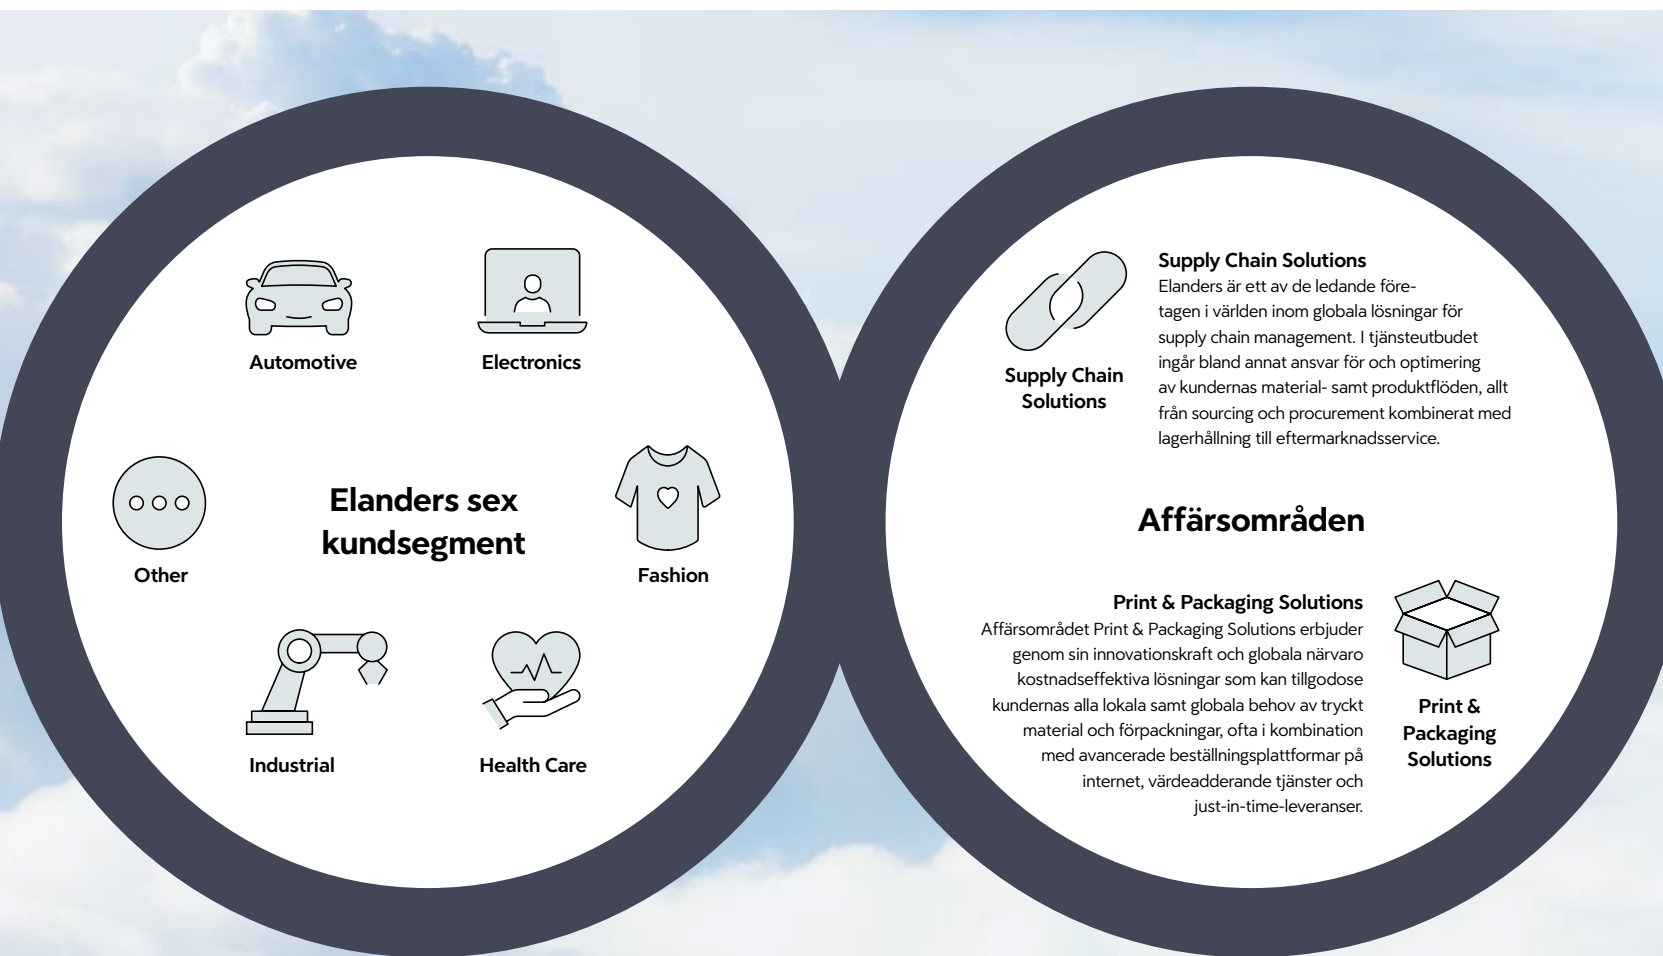 Automotive
Electronics
Other
Elanders sex
kundsegment
Fashion
Industrial
Health Care
Supply Chain
Solutions
Supply Chain Solutions
Elanders är ett av de ledande före-
tagen i världen inom globala lösningar för
supply chain management. I tjänsteutbudet
ingår bland annat ansvar för och optimering
av kundernas material- samt produktflöden, allt
från sourcing och procurement kombinerat med
lagerhållning till eftermarknadsservice.
Affärsområden
Print & Packaging Solutions
Affärsområdet Print & Packaging Solutions erbjuder
genom sin innovationskraft och globala närvaro
kostnadseffektiva lösningar som kan tillgodose
kundernas alla lokala samt globala behov av tryckt
material och förpackningar, ofta i kombination
med avancerade beställningsplattformar på
internet, värdeadderande tjänster och
just-in-time-leveranser.
Print &
Packaging
Solutions